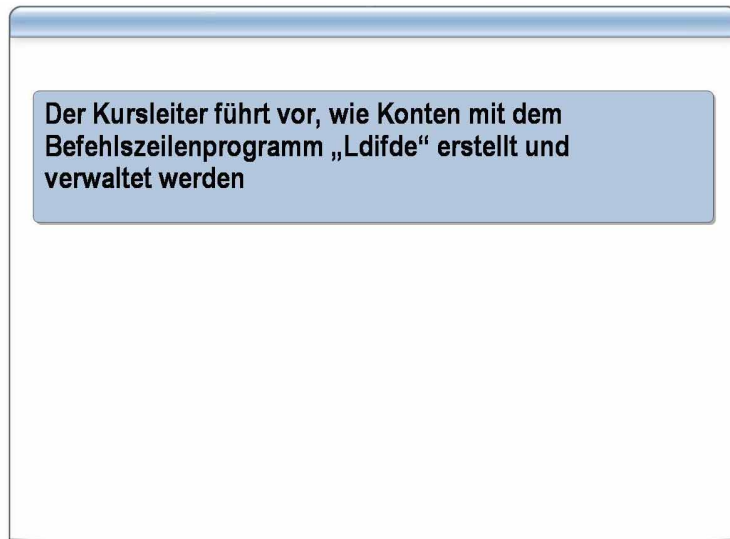 Der Kursleiter führt vor, wie Konten mit dem
Befehlszeilenprogramm „Ldifde“ erstellt und
verwaltet werden